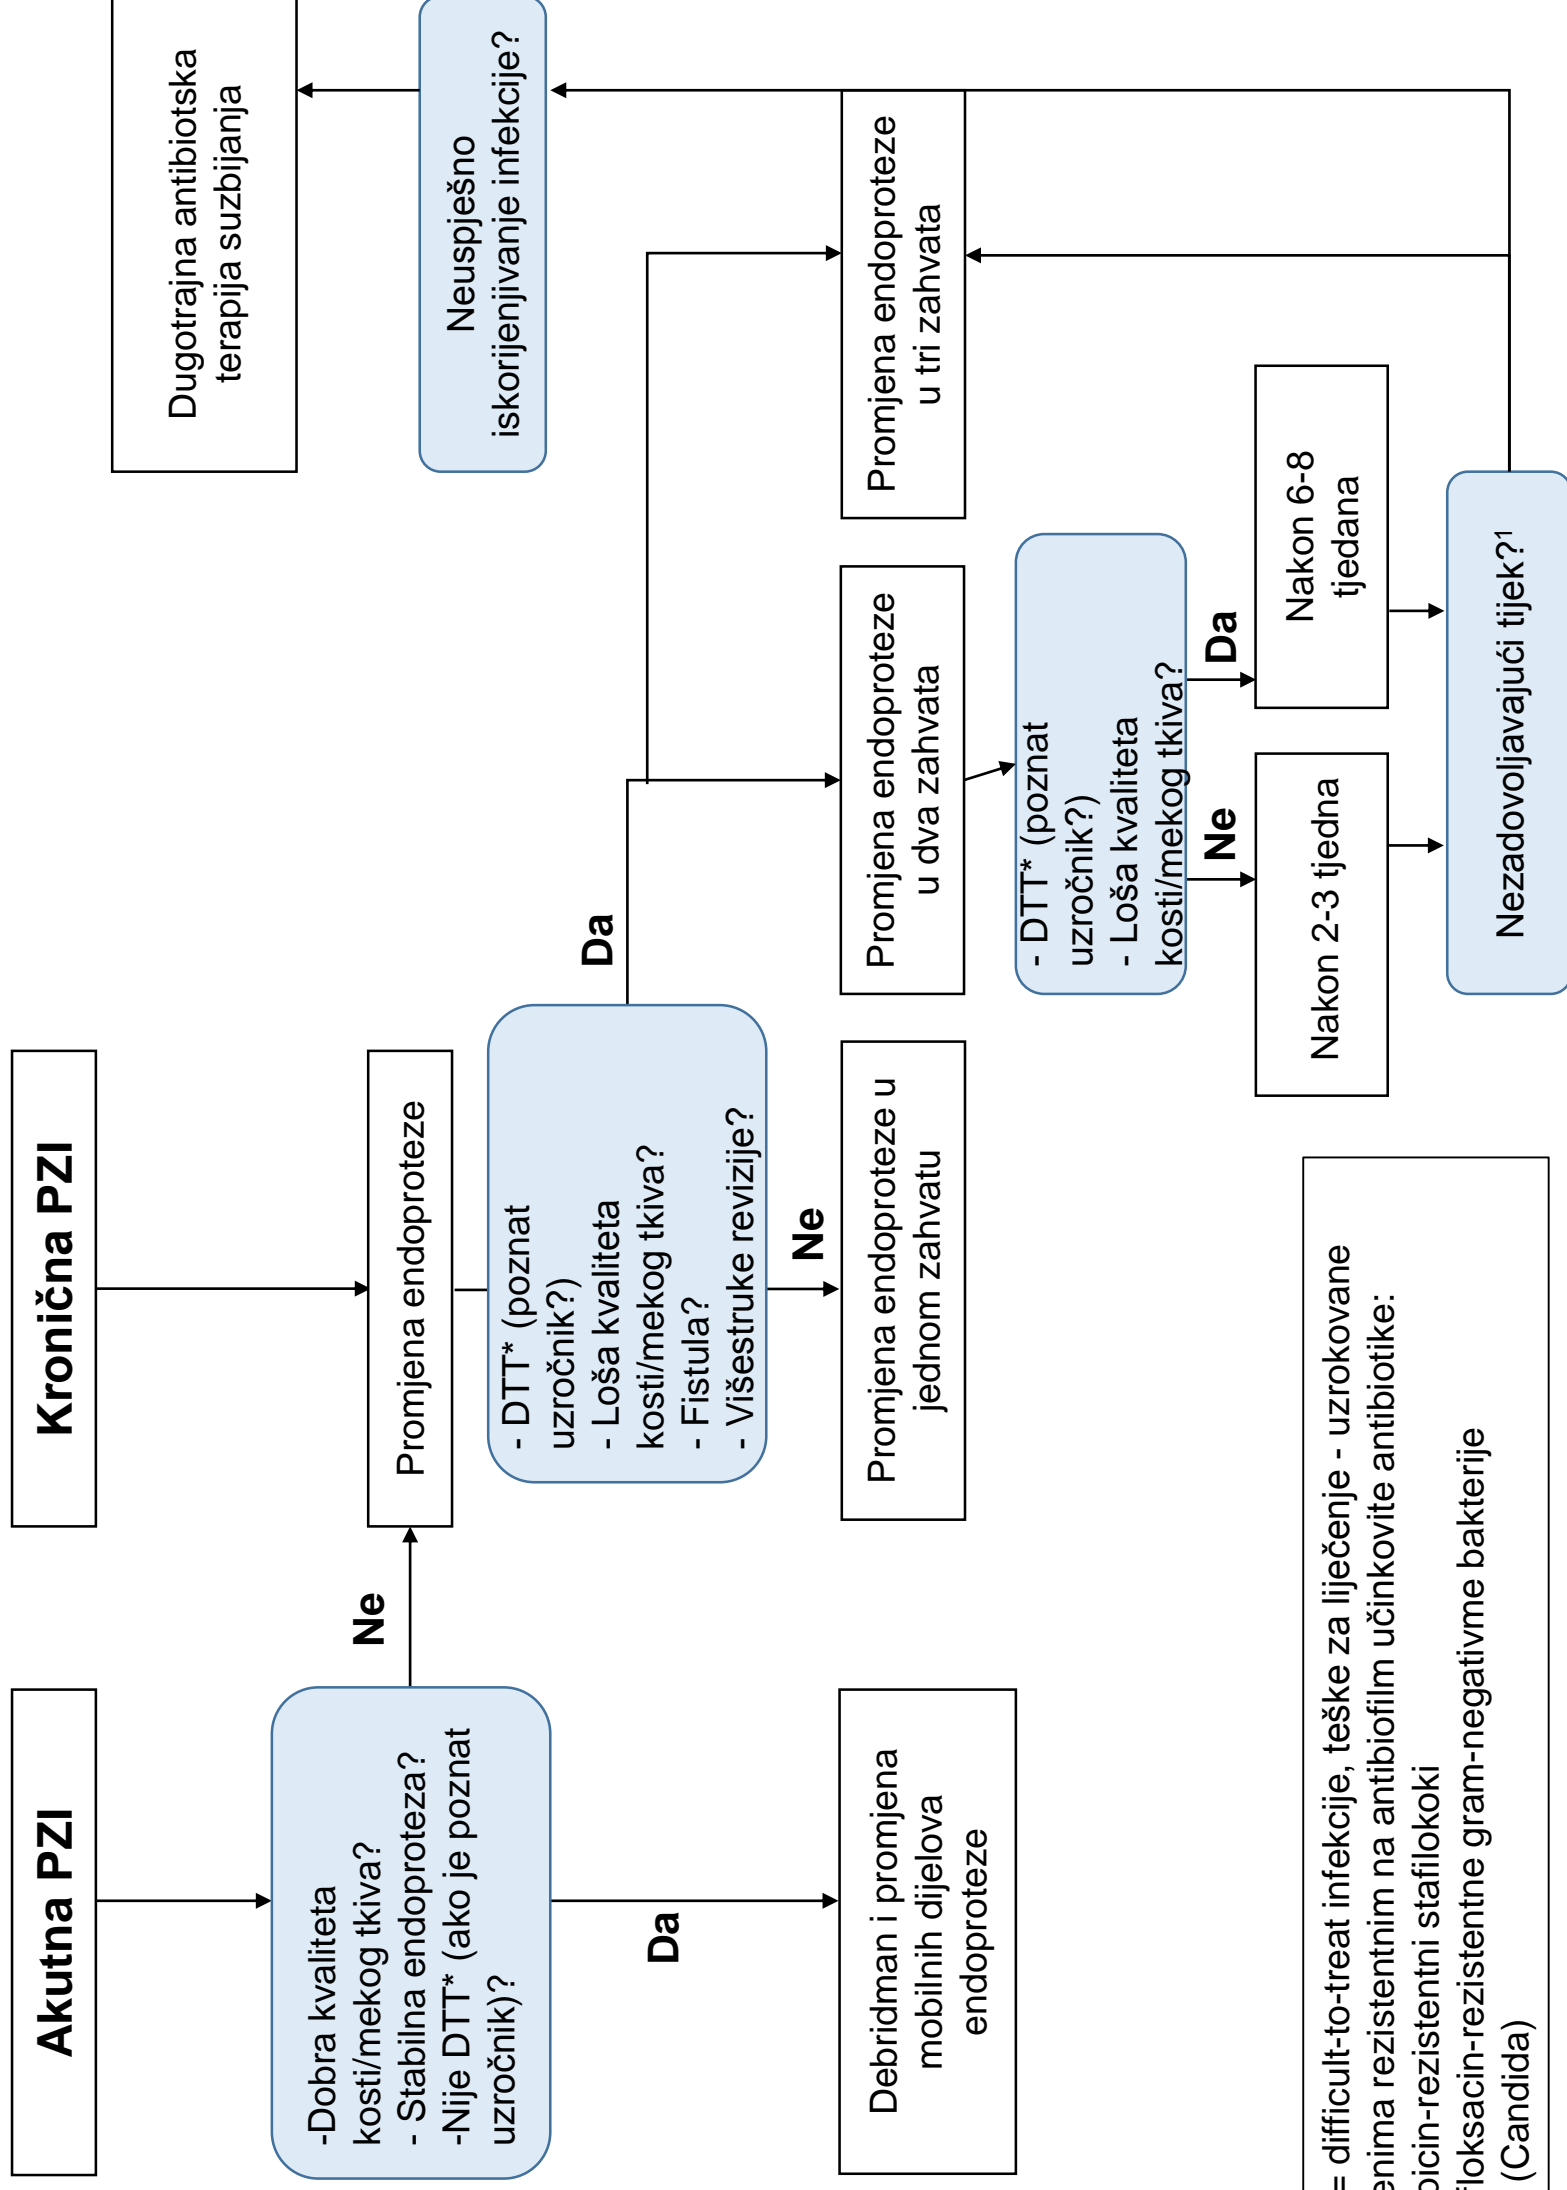 Akutna PZI
Kronična PZI
-Dobra kvaliteta
kosti/mekog tkiva?
- Stabilna endoproteza?
-Nije DTT* (ako je poznat
uzročnik)?
Ne
Da
Debridman i promjena
mobilnih dijelova
endoproteze
Promjena endoproteze
- DTT* (poznat
uzročnik?)
- Loša kvaliteta
kosti/mekog tkiva?
- Fistula?
- Višestruke revizije?
Da
Ne
Promjena endoproteze u
jednom zahvatu
Promjena endoproteze
u dva zahvata
Promjena endoproteze
u tri zahvata
- DTT* (poznat
uzročnik?)
- Loša kvaliteta
kosti/mekog tkiva?
Ne
Da
Nakon 2-3 tjedna
Nakon 6-8
tjedana
Nezadovoljavajući tijek?¹
Neuspješno
iskorijenjivanje infekcije?
Dugotrajna antibiotska
terapija suzbijanja
= difficult-to-treat infekcije, teške za liječenje - uzrokovane
rezistentnim na antibiofilm učinkovite antibiotike:
stafilokoki
gram-negativme bakterije
(Candida)